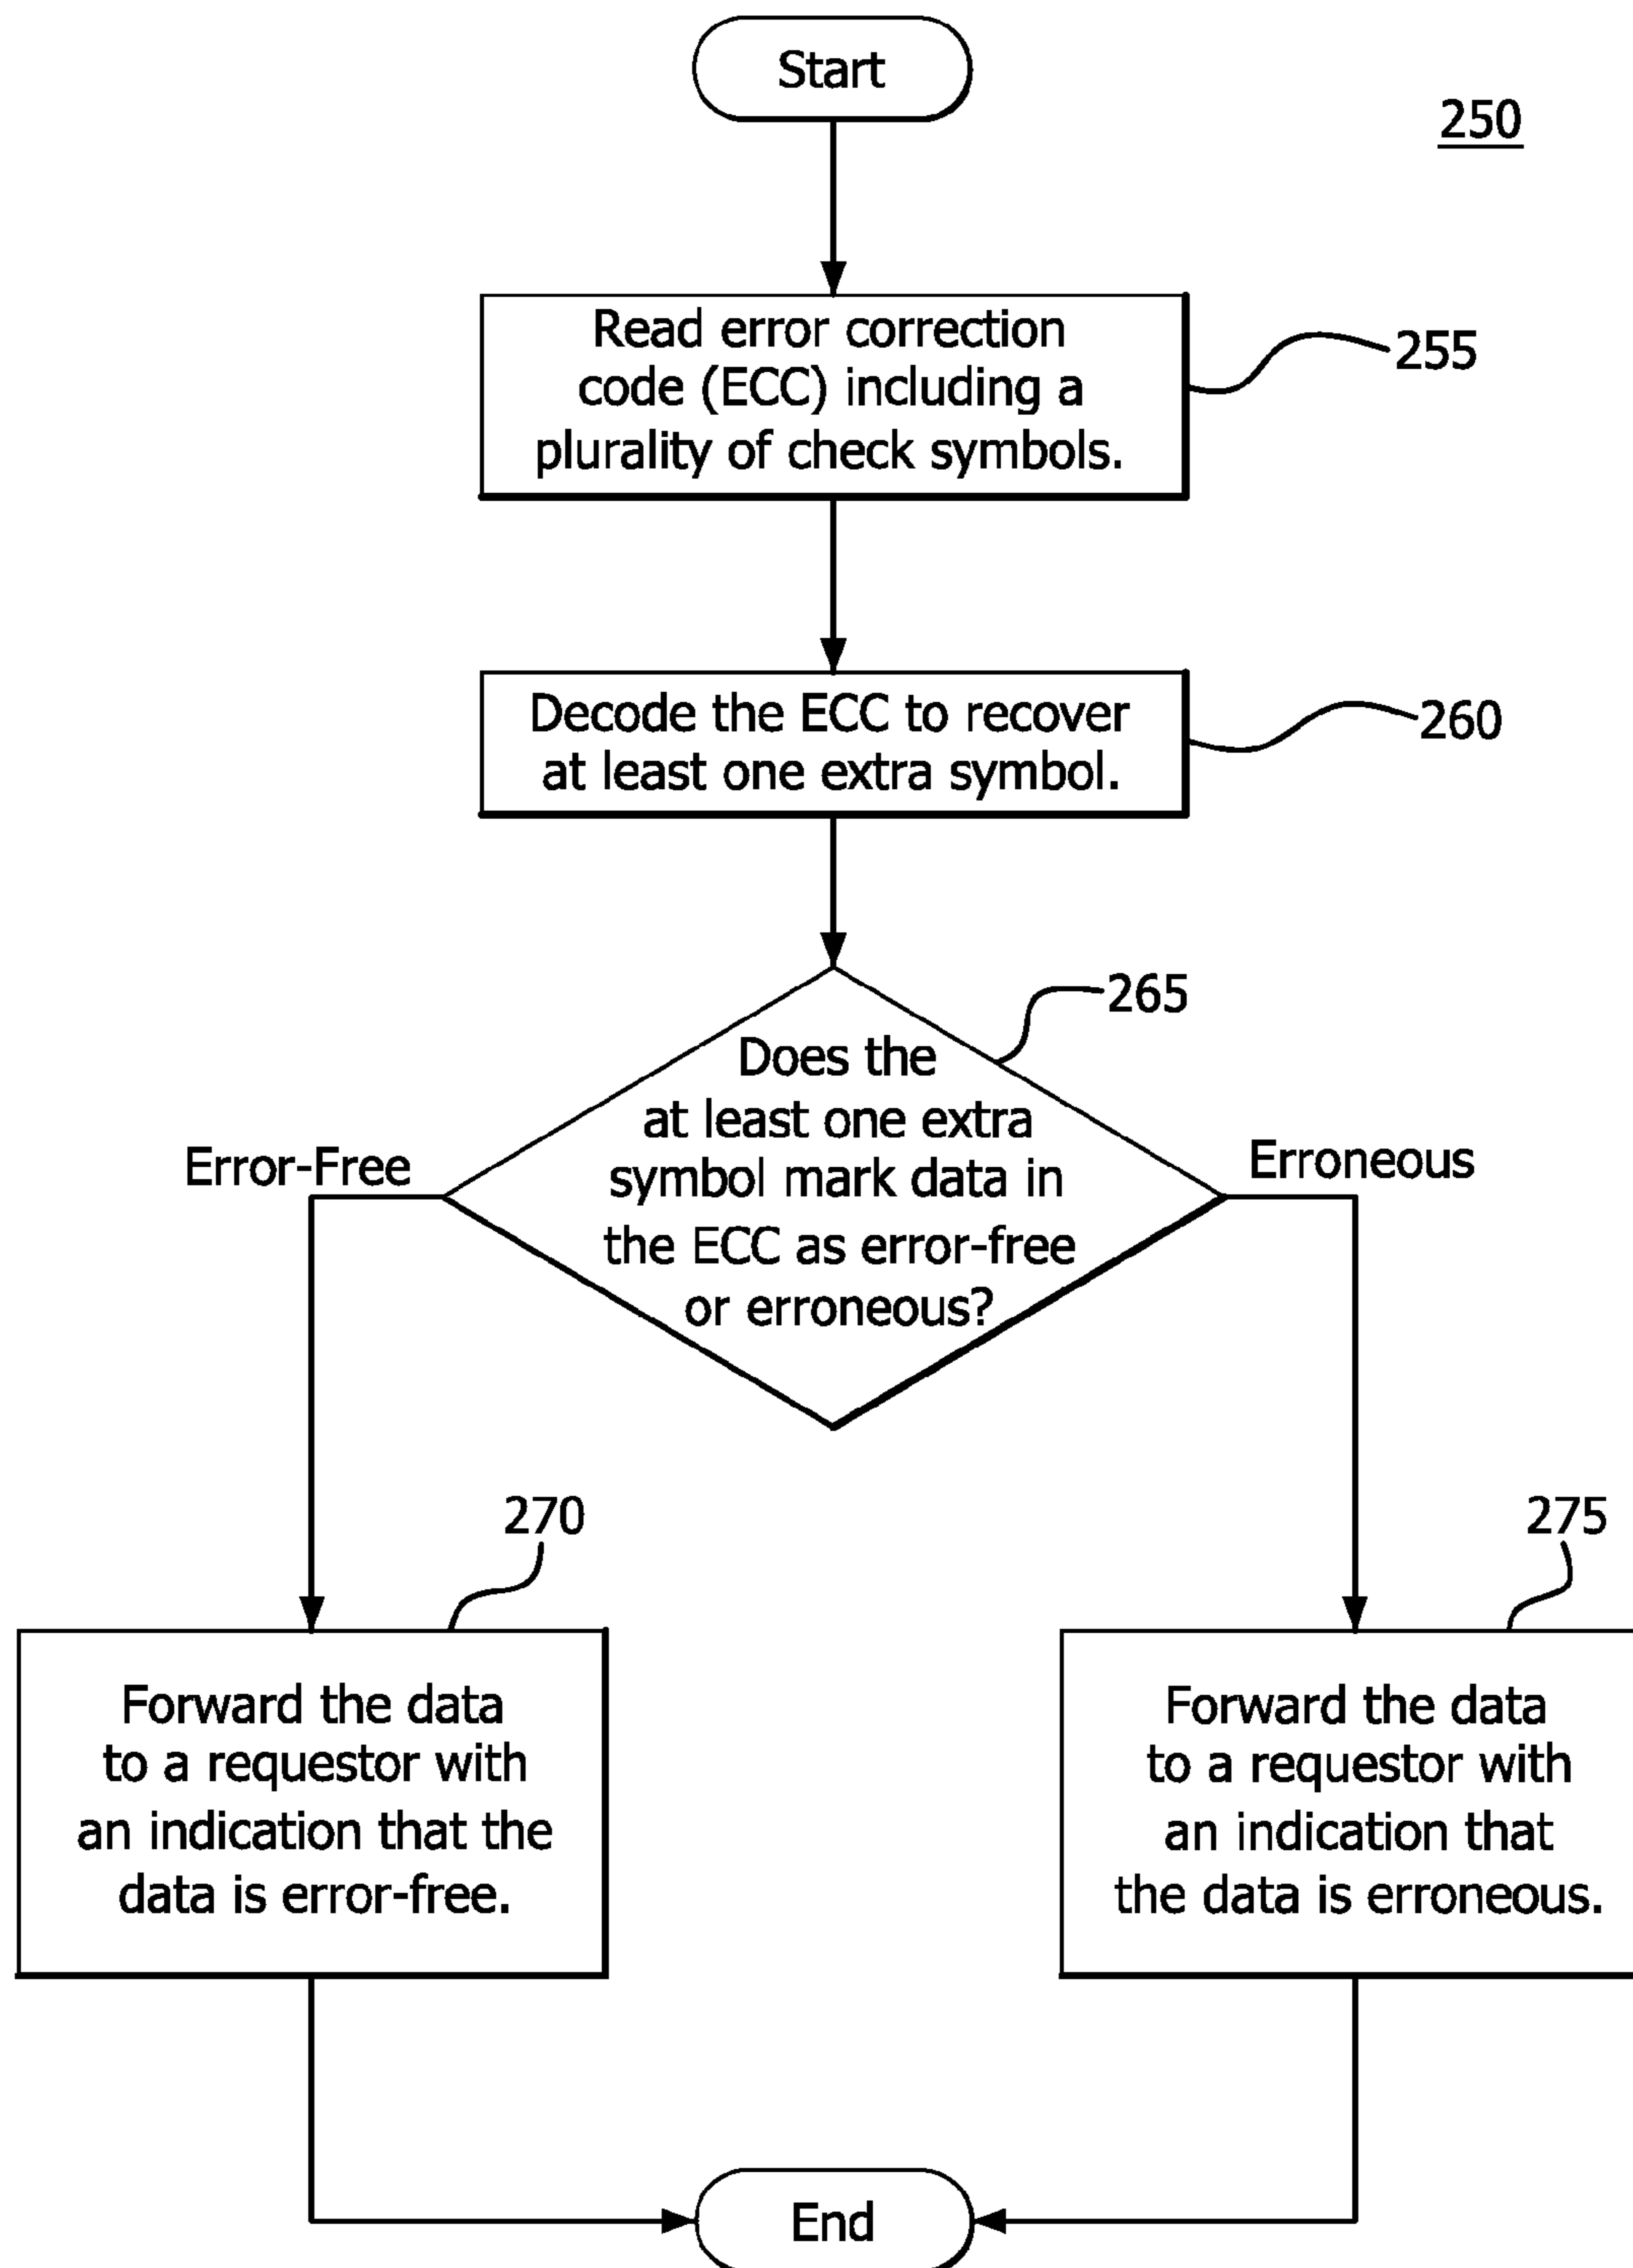 Start
250
Read error correction
code (ECC) including a
plurality of check symbols.
255
Decode the ECC to recover
at least one extra symbol.
260
265
Does the
at least one extra
symbol mark data in
the ECC as error-free
or erroneous?
Error-Free
Erroneous
270
275
Forward the data
to a requestor with
an indication that the
data is error-free.
Forward the data
to a requestor with
an indication that
the data is erroneous.
End